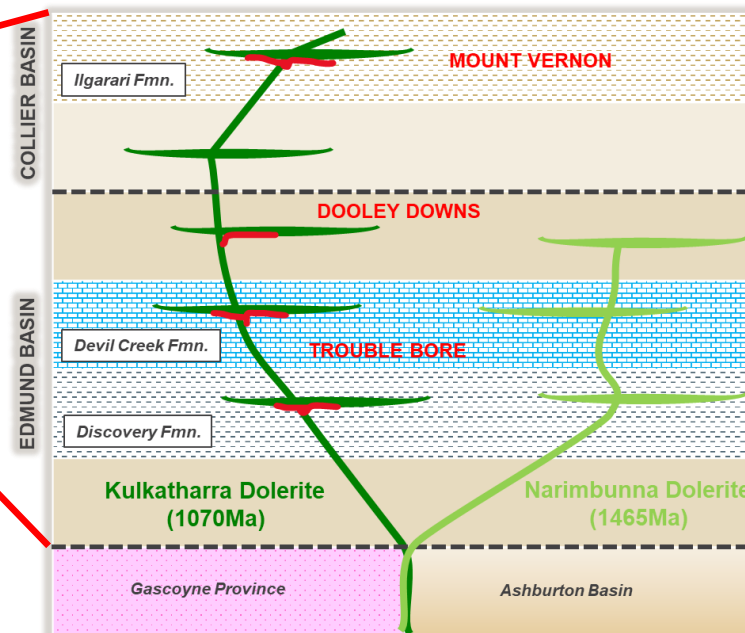 COLLIER BASIN
Ilgarari Fmn.
MOUNT VERNON
DOOLEY DOWNS
EDMUND BASIN
Devil Creek Fmn.
TROUBLE BORE
Discovery Fmn.
Kulkatharra Dolerite
(1070Ma)
Narimbunna Dolerite
(1465Ma)
Gascoyne Province
Ashburton Basin